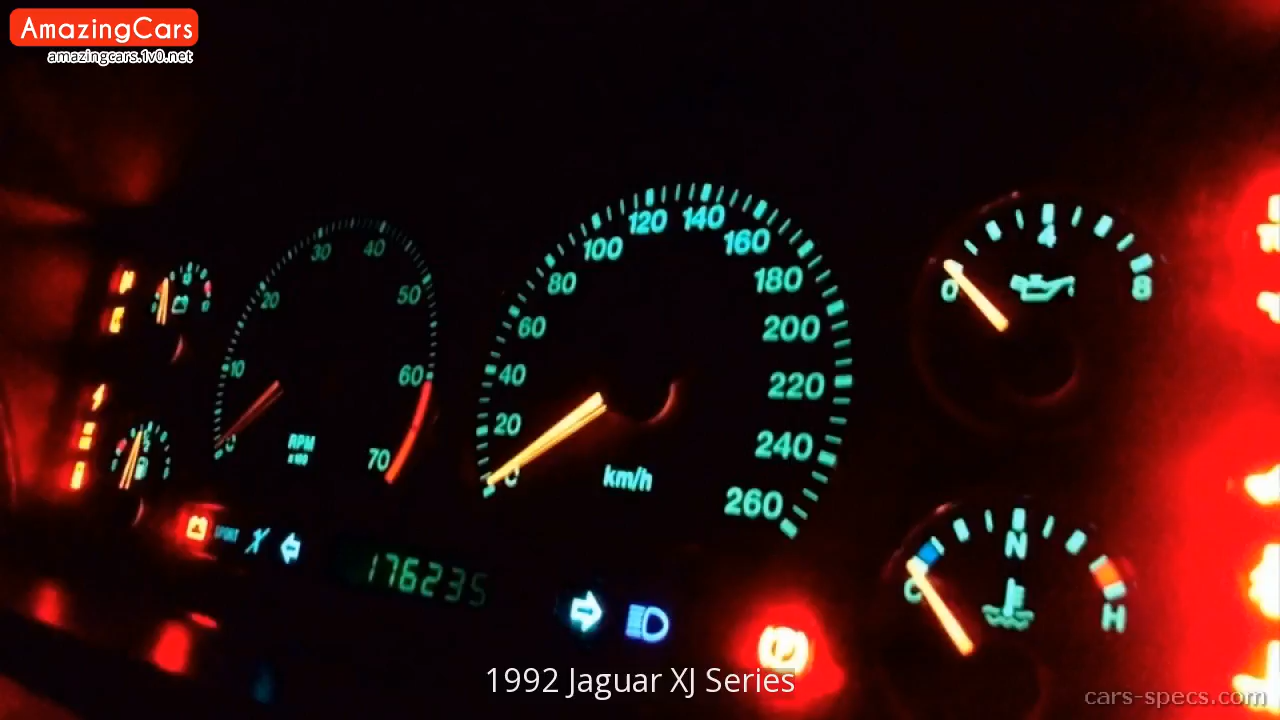 AmazingCars
amazingcars.1v0.net
0
10
20
30
40
50
60
70
RPM
x100
0
20
40
60
80
100
120
140
160
180
200
220
240
260
km/h
0
4
8
C
N
H
SPORT
176235
1992 Jaguar XJ Series
cars-specs.com